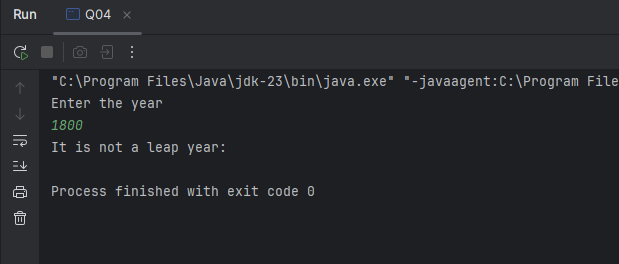 Run Q04
"C:\Program Files\Java\jdk-23\bin\java.exe" "-javaagent:C:\Program File
Enter the year
1800
It is not a leap year:
Process finished with exit code 0